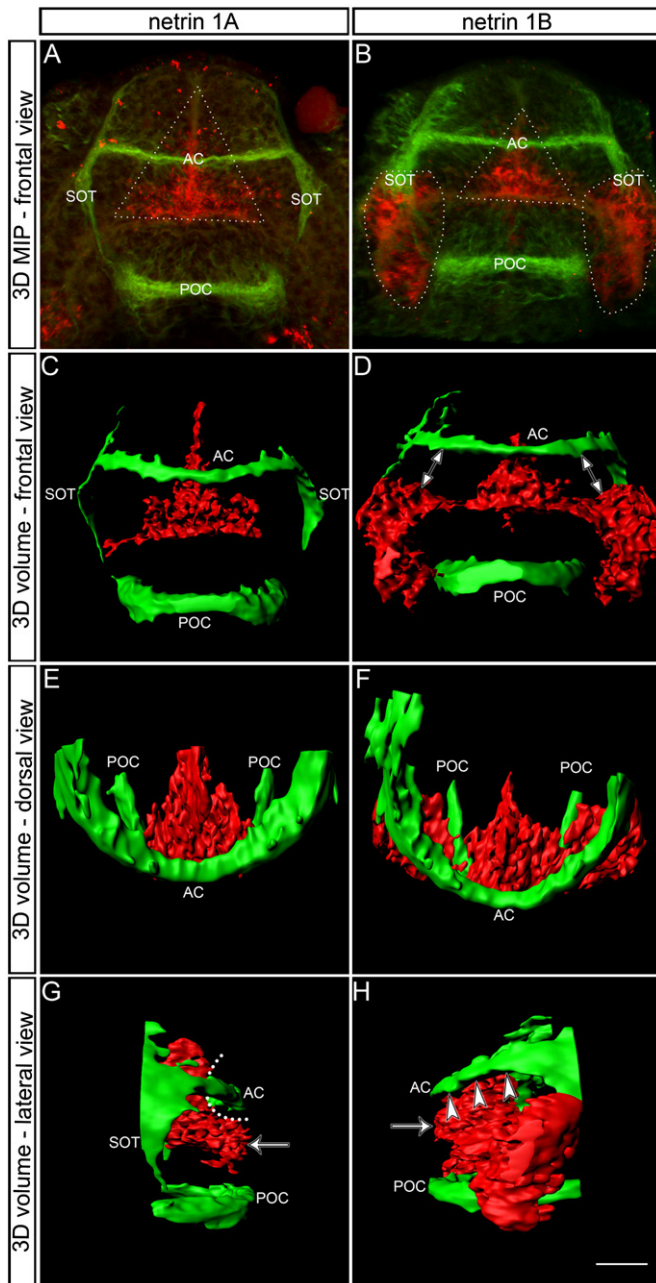 netrin 1A
netrin 1B
3D MIP - frontal view
A
AC
SOT
SOT
POC
B
AC
SOT
SOT
POC
3D volume - frontal view
C
AC
SOT
SOT
POC
D
AC
POC
3D volume - dorsal view
E
POC
POC
AC
F
POC
POC
AC
3D volume - lateral view
G
AC
SOT
POC
H
AC
POC